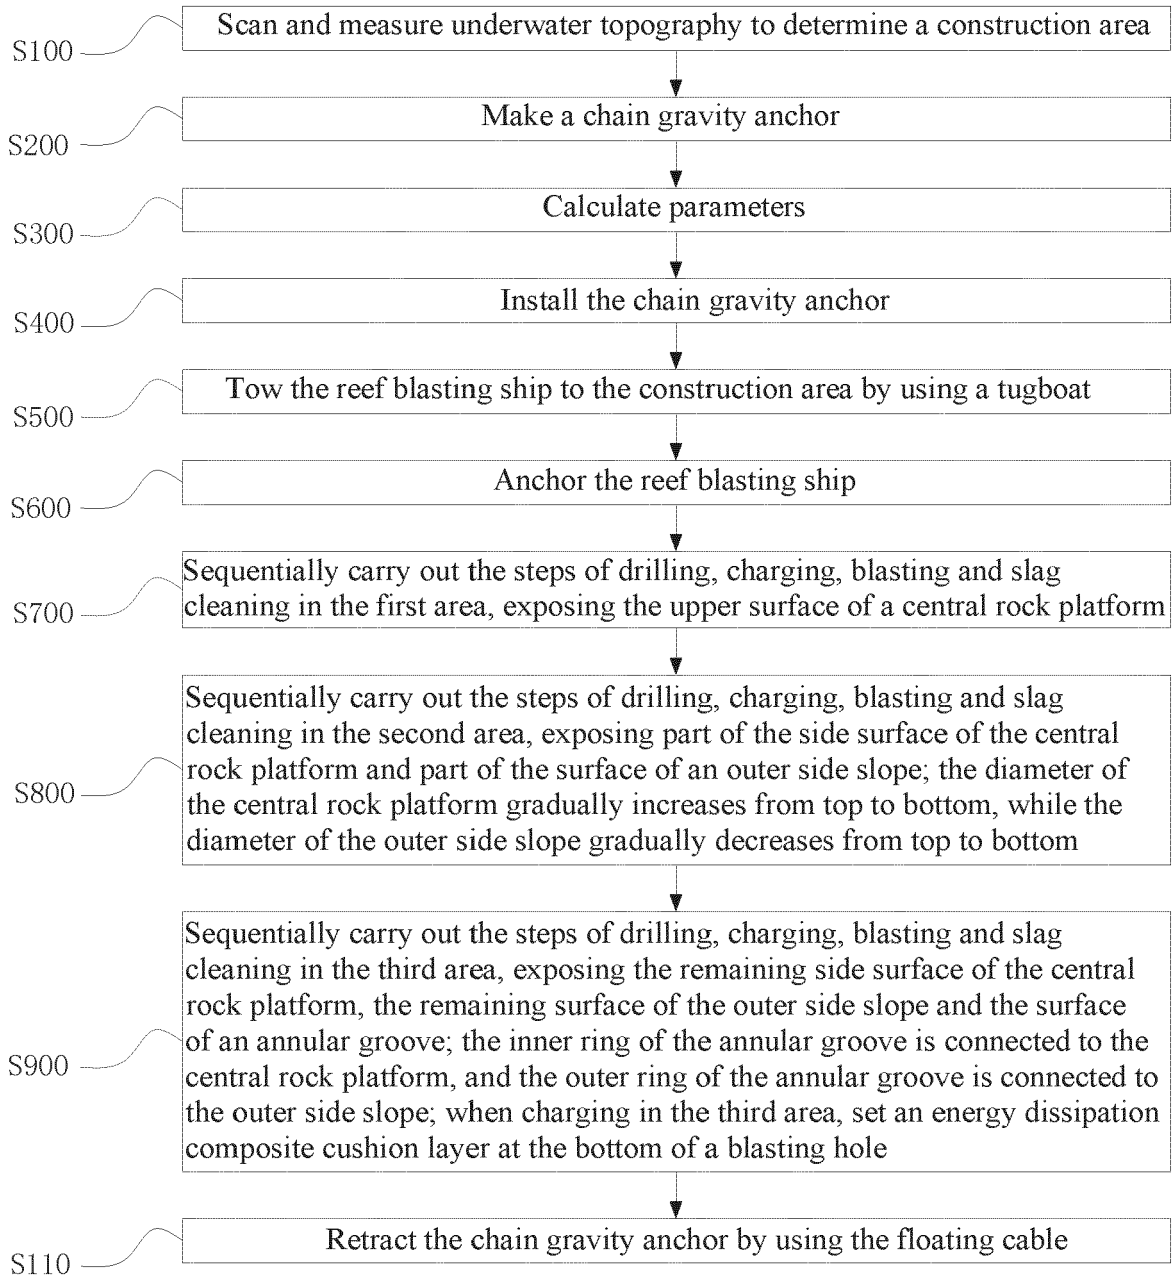 Scan and measure underwater topography to determine a construction area
S100
Make a chain gravity anchor
S200
Calculate parameters
S300
Install the chain gravity anchor
S400
Tow the reef blasting ship to the construction area by using a tugboat
S500
Anchor the reef blasting ship
S600
Sequentially carry out the steps of drilling, charging, blasting and slag
cleaning in the first area, exposing the upper surface of a central rock platform
S700
Sequentially carry out the steps of drilling, charging, blasting and slag
cleaning in the second area, exposing part of the side surface of the central
rock platform and part of the surface of an outer side slope; the diameter of
the central rock platform gradually increases from top to bottom, while the
diameter of the outer side slope gradually decreases from top to bottom
S800
Sequentially carry out the steps of drilling, charging, blasting and slag
cleaning in the third area, exposing the remaining side surface of the central
rock platform, the remaining surface of the outer side slope and the surface
of an annular groove; the inner ring of the annular groove is connected to the
central rock platform, and the outer ring of the annular groove is connected to
the outer side slope; when charging in the third area, set an energy dissipation
composite cushion layer at the bottom of a blasting hole
S900
Retract the chain gravity anchor by using the floating cable
S110